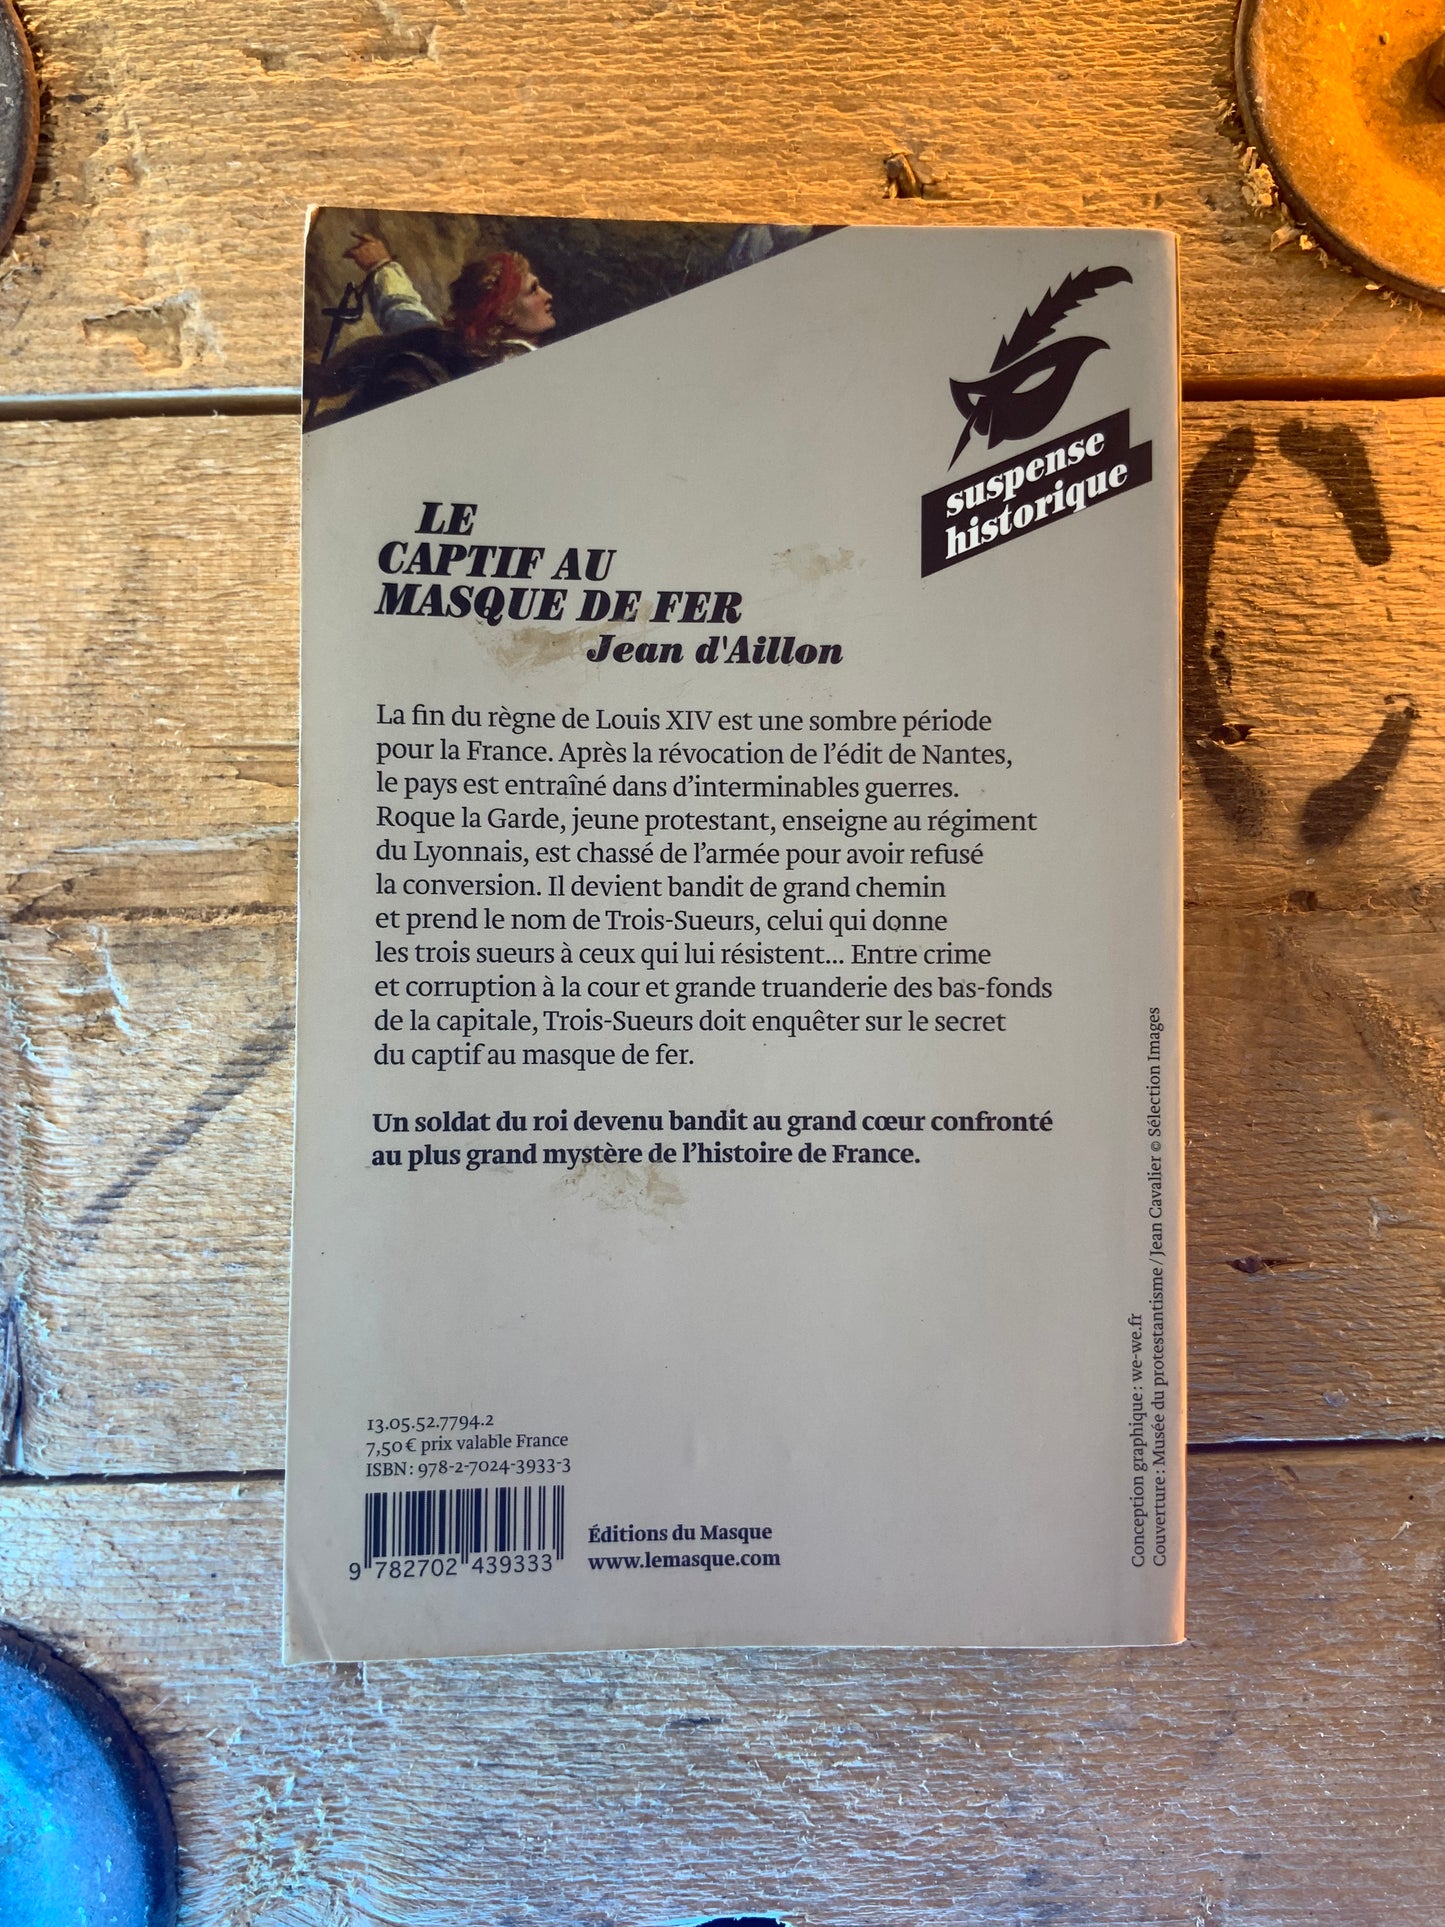 suspense
historique
LE
CAPTIF AU
MASQUE DE FER
Jean d'Aillon
La fin du règne de Louis XIV est une sombre période
pour la France. Après la révocation de l’édit de Nantes,
le pays est entraîné dans d’interminables guerres.
Roque la Garde, jeune protestant, enseigne au régiment
du Lyonnais, est chassé de l’armée pour avoir refusé
la conversion. Il devient bandit de grand chemin
et prend le nom de Trois-Sueurs, celui qui donne
les trois sueurs à ceux qui lui résistent... Entre crime
et corruption à la cour et grande truanderie des bas-fonds
de la capitale, Trois-Sueurs doit enquêter sur le secret
du captif au masque de fer.
Un soldat du roi devenu bandit au grand cœur confronté
au plus grand mystère de l’histoire de France.
13.05.52.7794.2
7,50 € prix valable France
ISBN : 978-2-7024-3933-3
9 782702 439333
Éditions du Masque
www.lemasque.com
Conception graphique : we-we.fr
Couverture : Musée du protestantisme / Jean Cavalier © Sélection Images